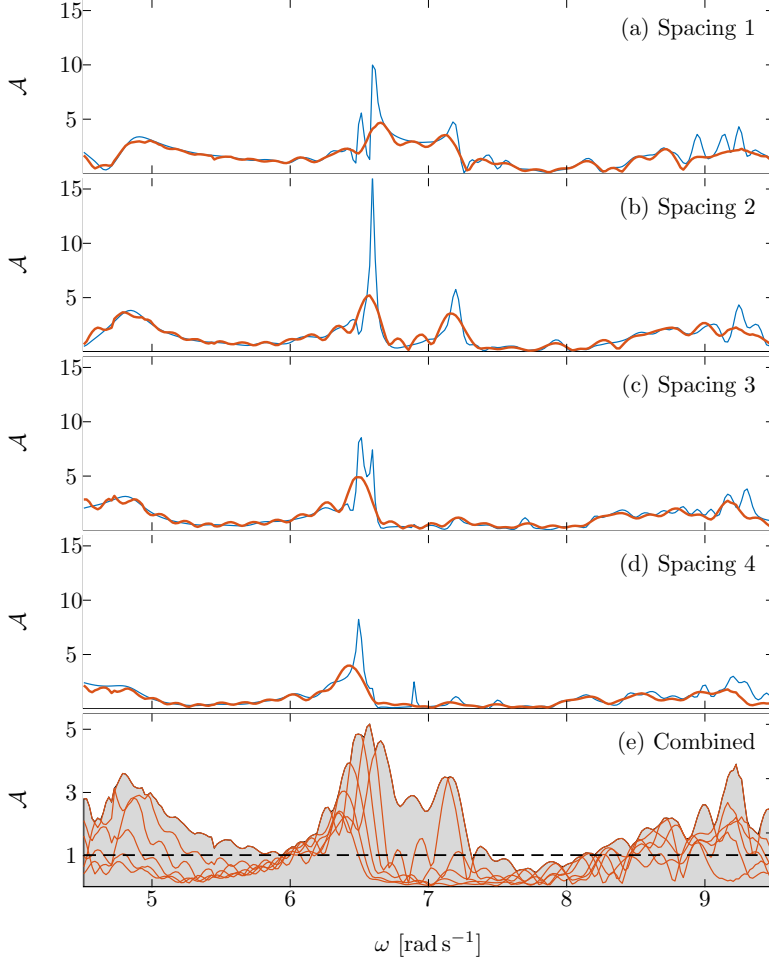 15
(a) Spacing 1
10
𝒜
5
15
(b) Spacing 2
10
𝒜
5
15
(c) Spacing 3
10
𝒜
5
15
(d) Spacing 4
10
𝒜
5
5
(e) Combined
𝒜
3
1
5 6 7 8 9
ω [rad s⁻¹]